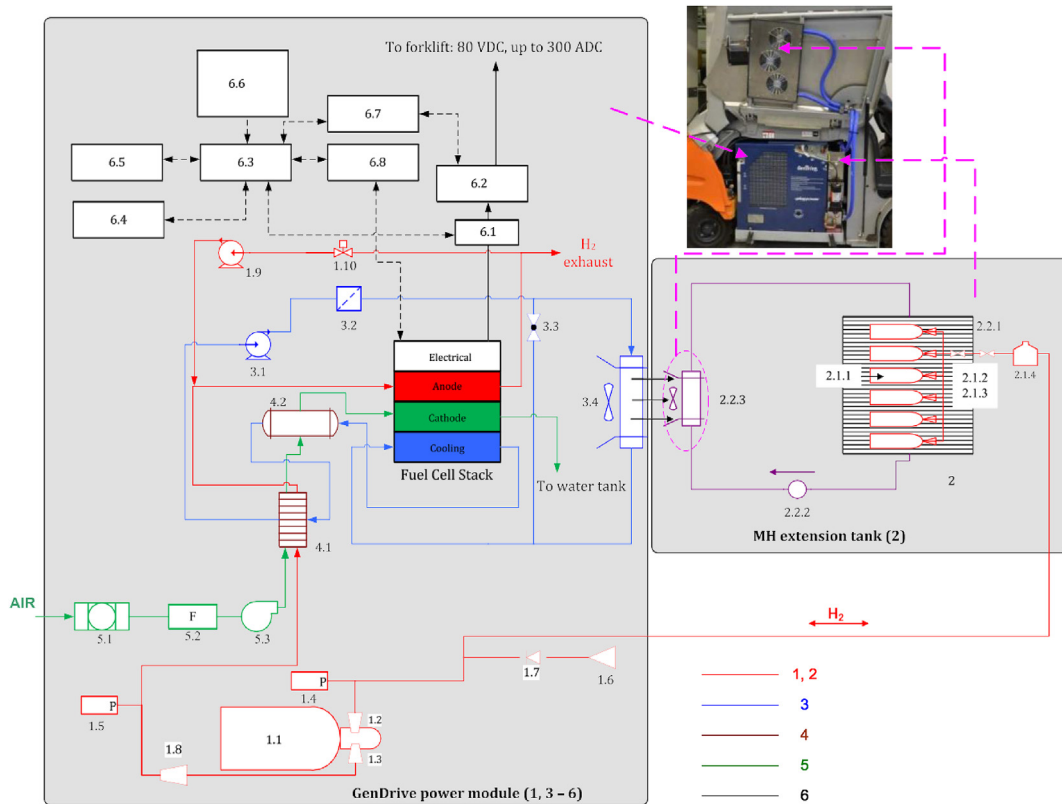 To forklift: 80 VDC, up to 300 ADC
6.6
6.7
6.5
6.3
6.8
6.2
6.4
6.1
1.9
1.10
H2
exhaust
3.2
3.3
3.1
Electrical
Anode
Cathode
Cooling
Fuel Cell Stack
4.2
3.4
To water tank
4.1
AIR
5.1
F
5.2
5.3
P
1.5
P
1.4
1.7
1.6
1.2
1.1
1.3
1.8
GenDrive power module (1, 3 – 6)
2.2.1
2.1.1
2.1.2
2.1.3
2.1.4
2.2.3
2
2.2.2
MH extension tank (2)
H2
1, 2
3
4
5
6